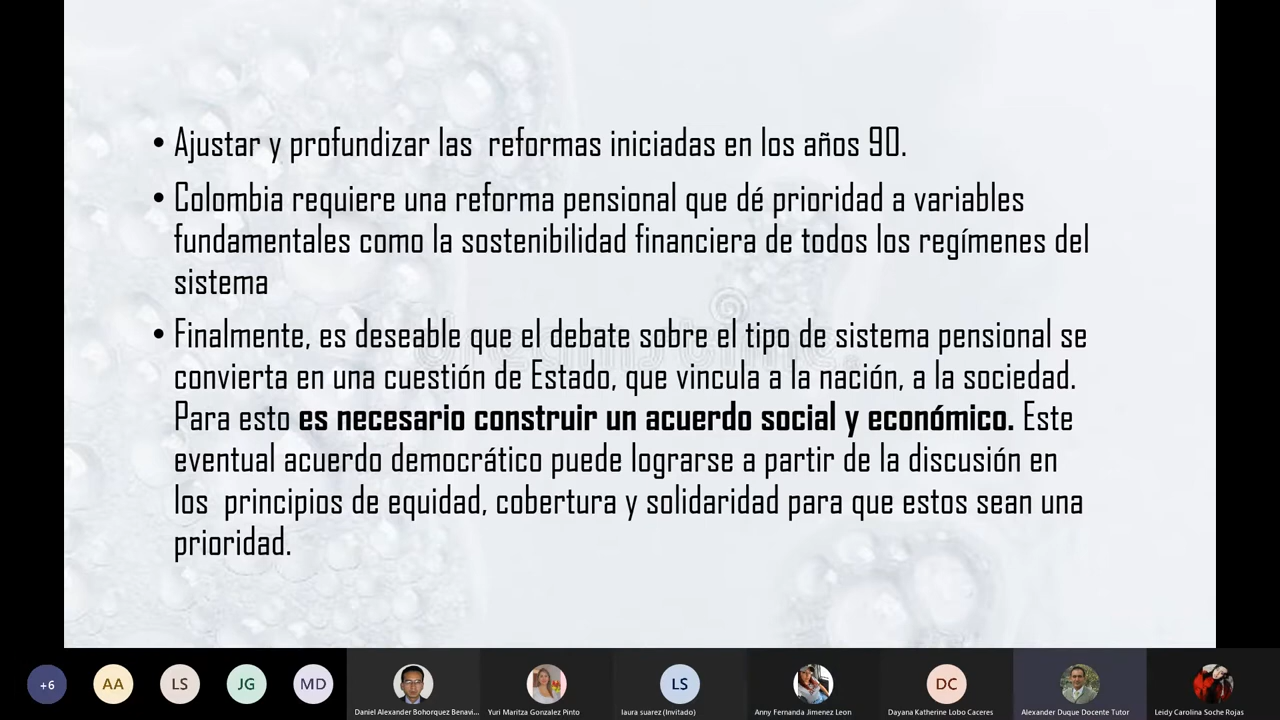 • Ajustar y profundizar las  reformas iniciadas en los años 90.
• Colombia requiere una reforma pensional que dé prioridad a variables
fundamentales como la sostenibilidad financiera de todos los regímenes del
sistema
• Finalmente, es deseable que el debate sobre el tipo de sistema pensional se
convierta en una cuestión de Estado, que vincula a la nación, a la sociedad.
Para esto es necesario construir un acuerdo social y económico. Este
eventual acuerdo democrático puede lograrse a partir de la discusión en
los  principios de equidad, cobertura y solidaridad para que estos sean una
prioridad.
+6 AA LS JG MD LS DC
Daniel Alexander Bohorquez Benavi... Yuri Maritza Gonzalez Pinto laura suarez (Invitado) Anny Fernanda Jimenez Leon Dayana Katherine Lobo Caceres Alexander Duque Docente Tutor Leidy Carolina Soche Rojas